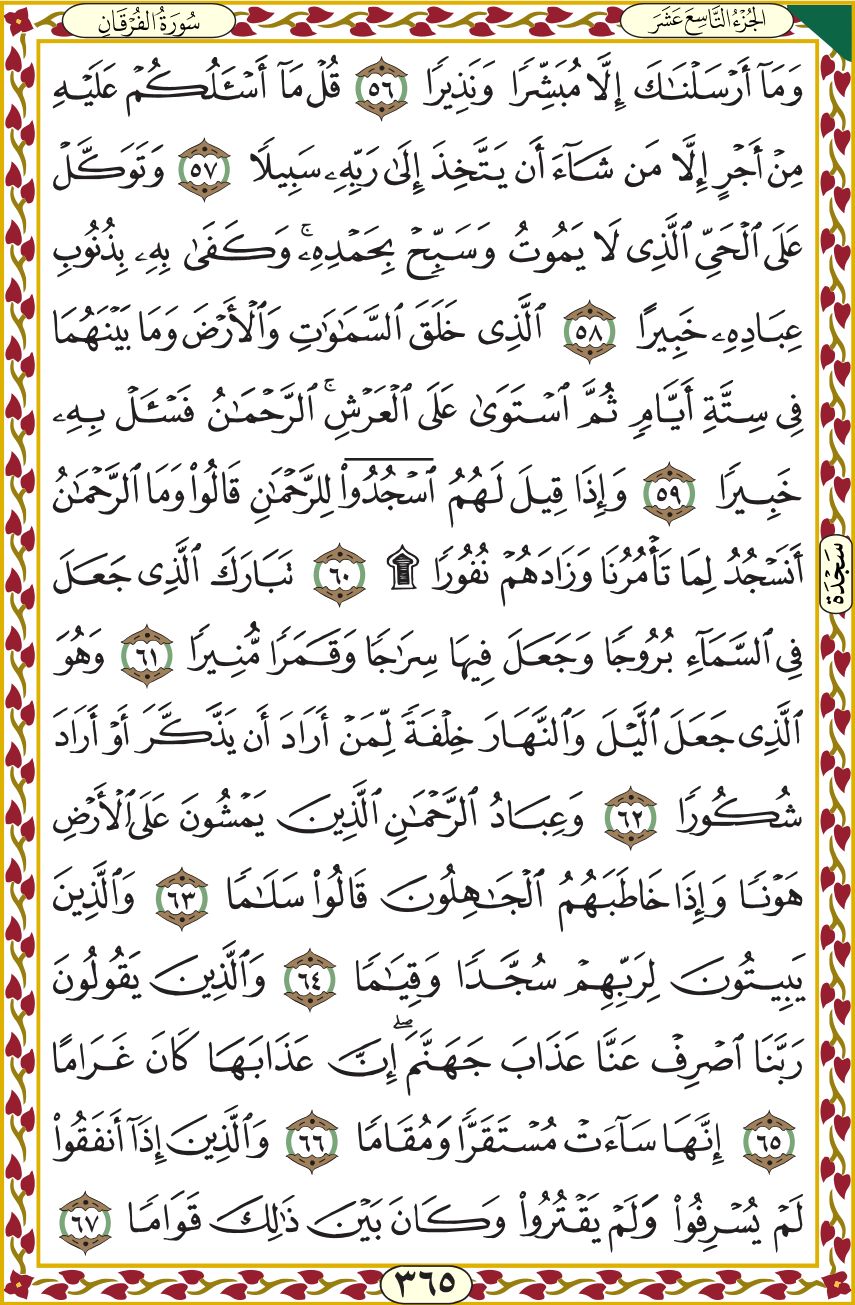 الجُزْءُ التَّاسِعَ عَشَرَ
سُورَةُ الفُرْقَانِ
وَمَآ أَرْسَلْنَـٰكَ إِلَّا مُبَشِّرًا وَنَذِيرًا ٥٦ قُلْ مَآ أَسْـَٔلُكُمْ عَلَيْهِ
مِنْ أَجْرٍ إِلَّا مَن شَآءَ أَن يَتَّخِذَ إِلَىٰ رَبِّهِۦ سَبِيلًا ٥٧ وَتَوَكَّلْ
عَلَى ٱلْحَىِّ ٱلَّذِى لَا يَمُوتُ وَسَبِّحْ بِحَمْدِهِۦۚ وَكَفَىٰ بِهِۦ بِذُنُوبِ
عِبَادِهِۦ خَبِيرًا ٥٨ ٱلَّذِى خَلَقَ ٱلسَّمَـٰوَٰتِ وَٱلْأَرْضَ وَمَا بَيْنَهُمَا
فِى سِتَّةِ أَيَّامٍ ثُمَّ ٱسْتَوَىٰ عَلَى ٱلْعَرْشِۚ ٱلرَّحْمَـٰنُ فَسْـَٔلْ بِهِۦ
خَبِيرًا ٥٩ وَإِذَا قِيلَ لَهُمُ ٱسْجُدُوا۟ لِلرَّحْمَـٰنِ قَالُوا۟ وَمَا ٱلرَّحْمَـٰنُ
أَنَسْجُدُ لِمَا تَأْمُرُنَا وَزَادَهُمْ نُفُورًا ۩ ٦٠ تَبَارَكَ ٱلَّذِى جَعَلَ
سَجْدَة
فِى ٱلسَّمَآءِ بُرُوجًا وَجَعَلَ فِيهَا سِرَٰجًا وَقَمَرًا مُّنِيرًا ٦١ وَهُوَ
ٱلَّذِى جَعَلَ ٱلَّيْلَ وَٱلنَّهَارَ خِلْفَةً لِّمَنْ أَرَادَ أَن يَذَّكَّرَ أَوْ أَرَادَ
شُكُورًا ٦٢ وَعِبَادُ ٱلرَّحْمَـٰنِ ٱلَّذِينَ يَمْشُونَ عَلَى ٱلْأَرْضِ
هَوْنًا وَإِذَا خَاطَبَهُمُ ٱلْجَـٰهِلُونَ قَالُوا۟ سَلَـٰمًا ٦٣ وَٱلَّذِينَ
يَبِيتُونَ لِرَبِّهِمْ سُجَّدًا وَقِيَـٰمًا ٦٤ وَٱلَّذِينَ يَقُولُونَ
رَبَّنَا ٱصْرِفْ عَنَّا عَذَابَ جَهَنَّمَۖ إِنَّ عَذَابَهَا كَانَ غَرَامًا
٦٥ إِنَّهَا سَآءَتْ مُسْتَقَرًّا وَمُقَامًا ٦٦ وَٱلَّذِينَ إِذَآ أَنفَقُوا۟
لَمْ يُسْرِفُوا۟ وَلَمْ يَقْتُرُوا۟ وَكَانَ بَيْنَ ذَٰلِكَ قَوَامًا ٦٧
٣٦٥